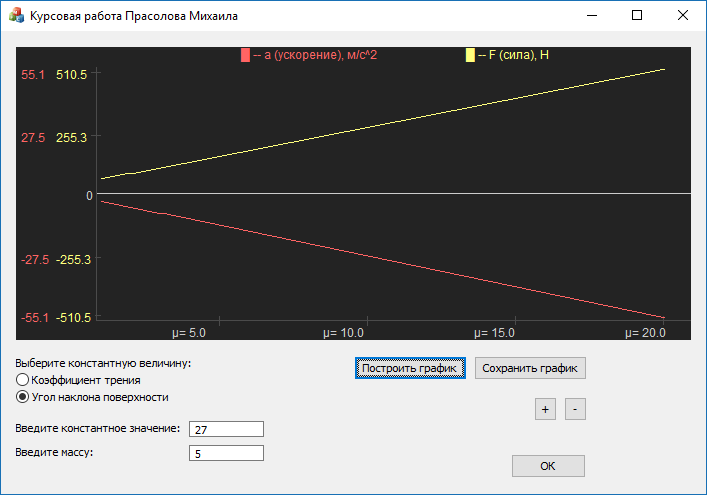 Курсовая работа Прасолова Михаила
-- a (ускорение), м/с^2 -- F (сила), Н
55.1 510.5
27.5 255.3
0
-27.5 -255.3
-55.1 -510.5
μ= 5.0 μ= 10.0 μ= 15.0 μ= 20.0
Выберите константную величину:
Коэффициент трения
Угол наклона поверхности
Построить график Сохранить график
+ -
Введите константное значение: 27
Введите массу: 5
OK